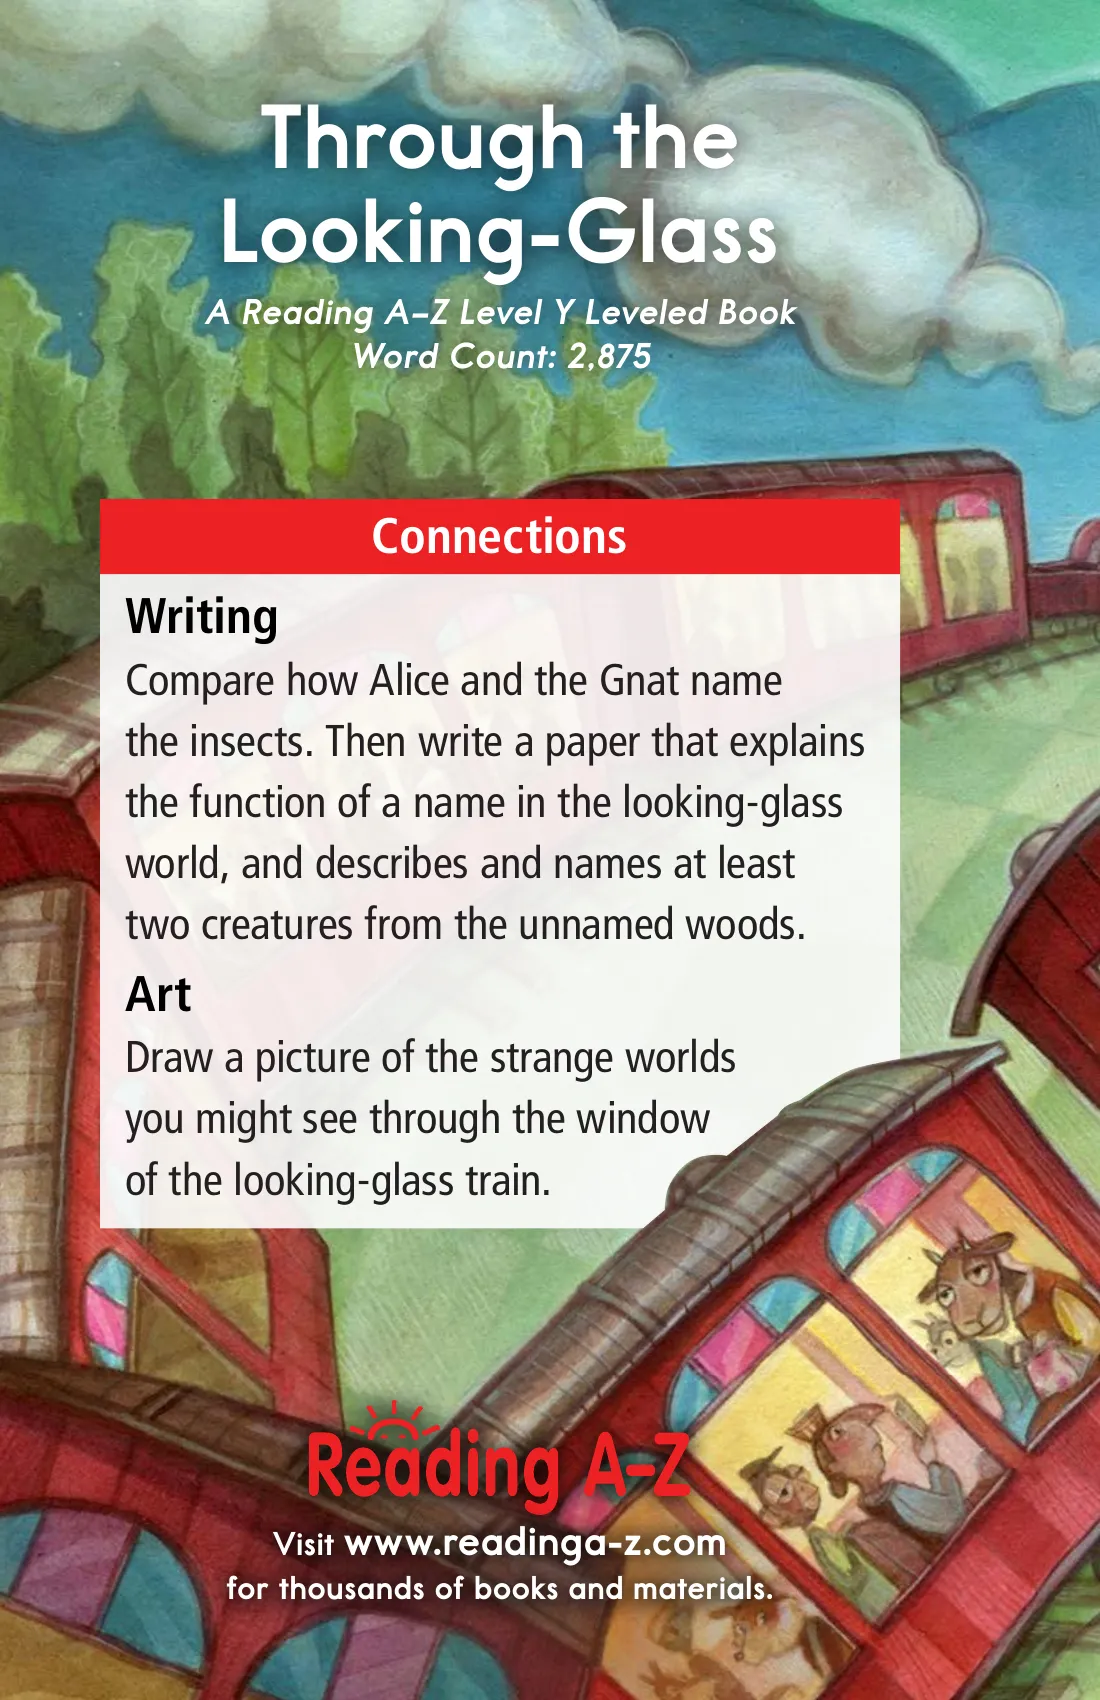 Through the
Looking-Glass
A Reading A–Z Level Y Leveled Book
Word Count: 2,875
Connections
Writing
Compare how Alice and the Gnat name
the insects. Then write a paper that explains
the function of a name in the looking-glass
world, and describes and names at least
two creatures from the unnamed woods.
Art
Draw a picture of the strange worlds
you might see through the window
of the looking-glass train.
Reading A-Z
Visit www.readinga-z.com
for thousands of books and materials.